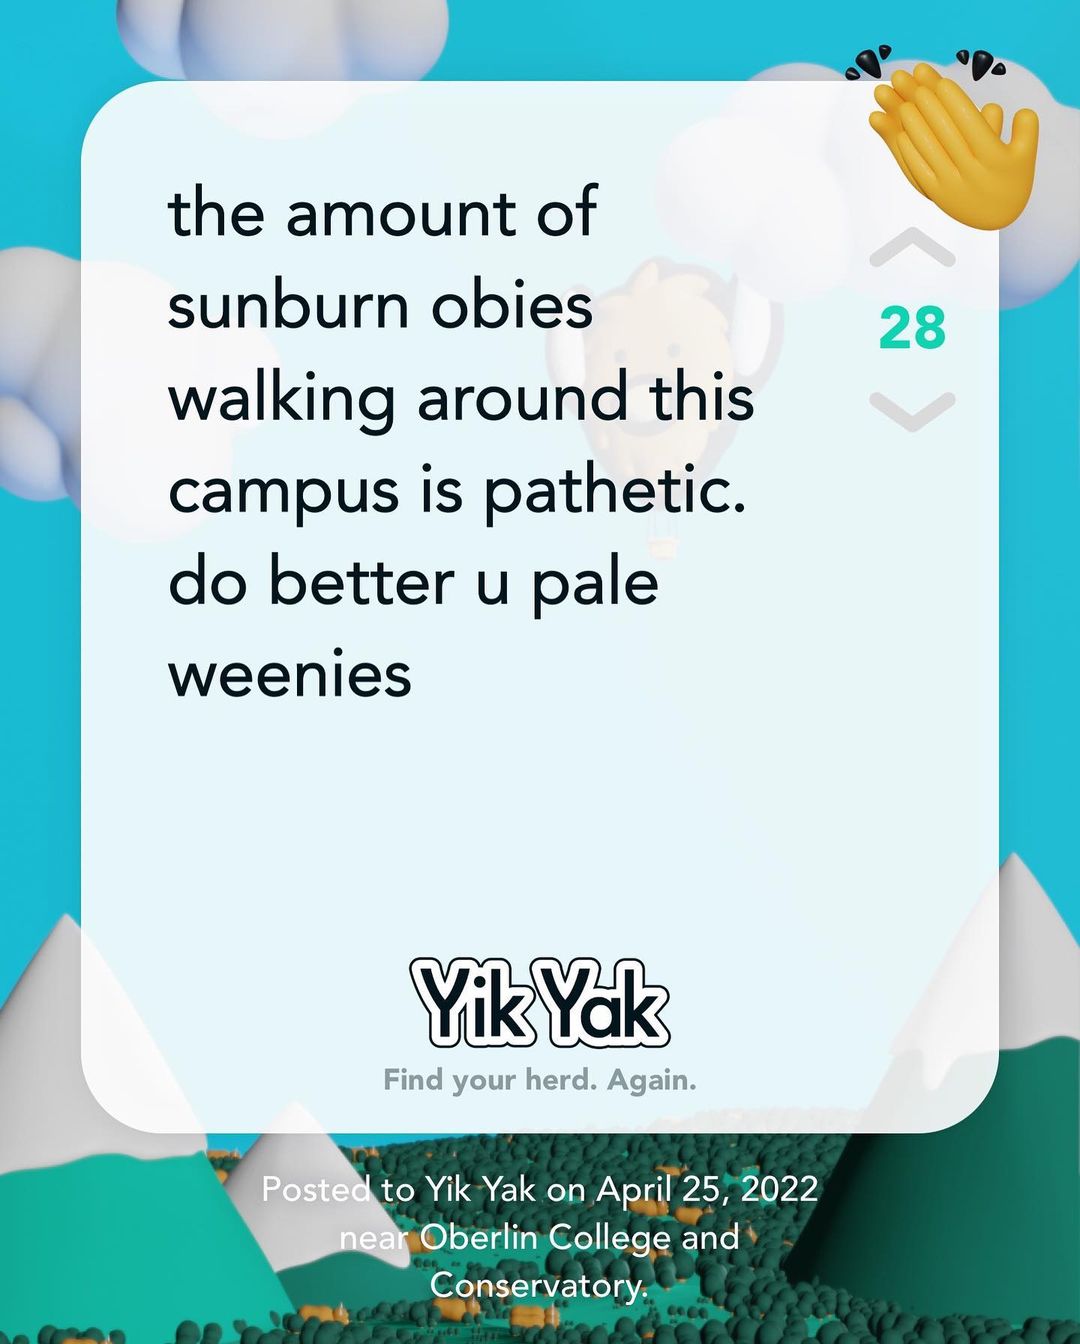 the amount of
sunburn obies
walking around this
campus is pathetic.
do better u pale
weenies
28
Yik Yak
Find your herd. Again.
Posted to Yik Yak on April 25, 2022
near Oberlin College and
Conservatory.